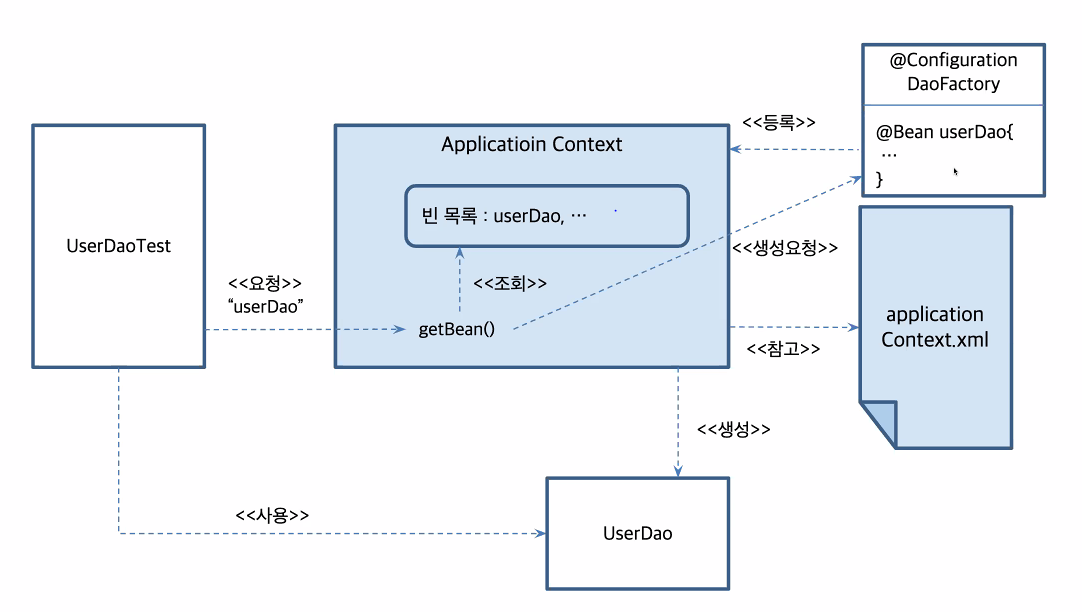 @Configuration
DaoFactory
@Bean userDao{
...
}
<<등록>>
Applicatioin Context
빈 목록 : userDao, ...
UserDaoTest
<<요청>>
“userDao”
<<조회>>
getBean()
<<생성요청>>
<<참고>>
application
Context.xml
<<생성>>
<<사용>>
UserDao